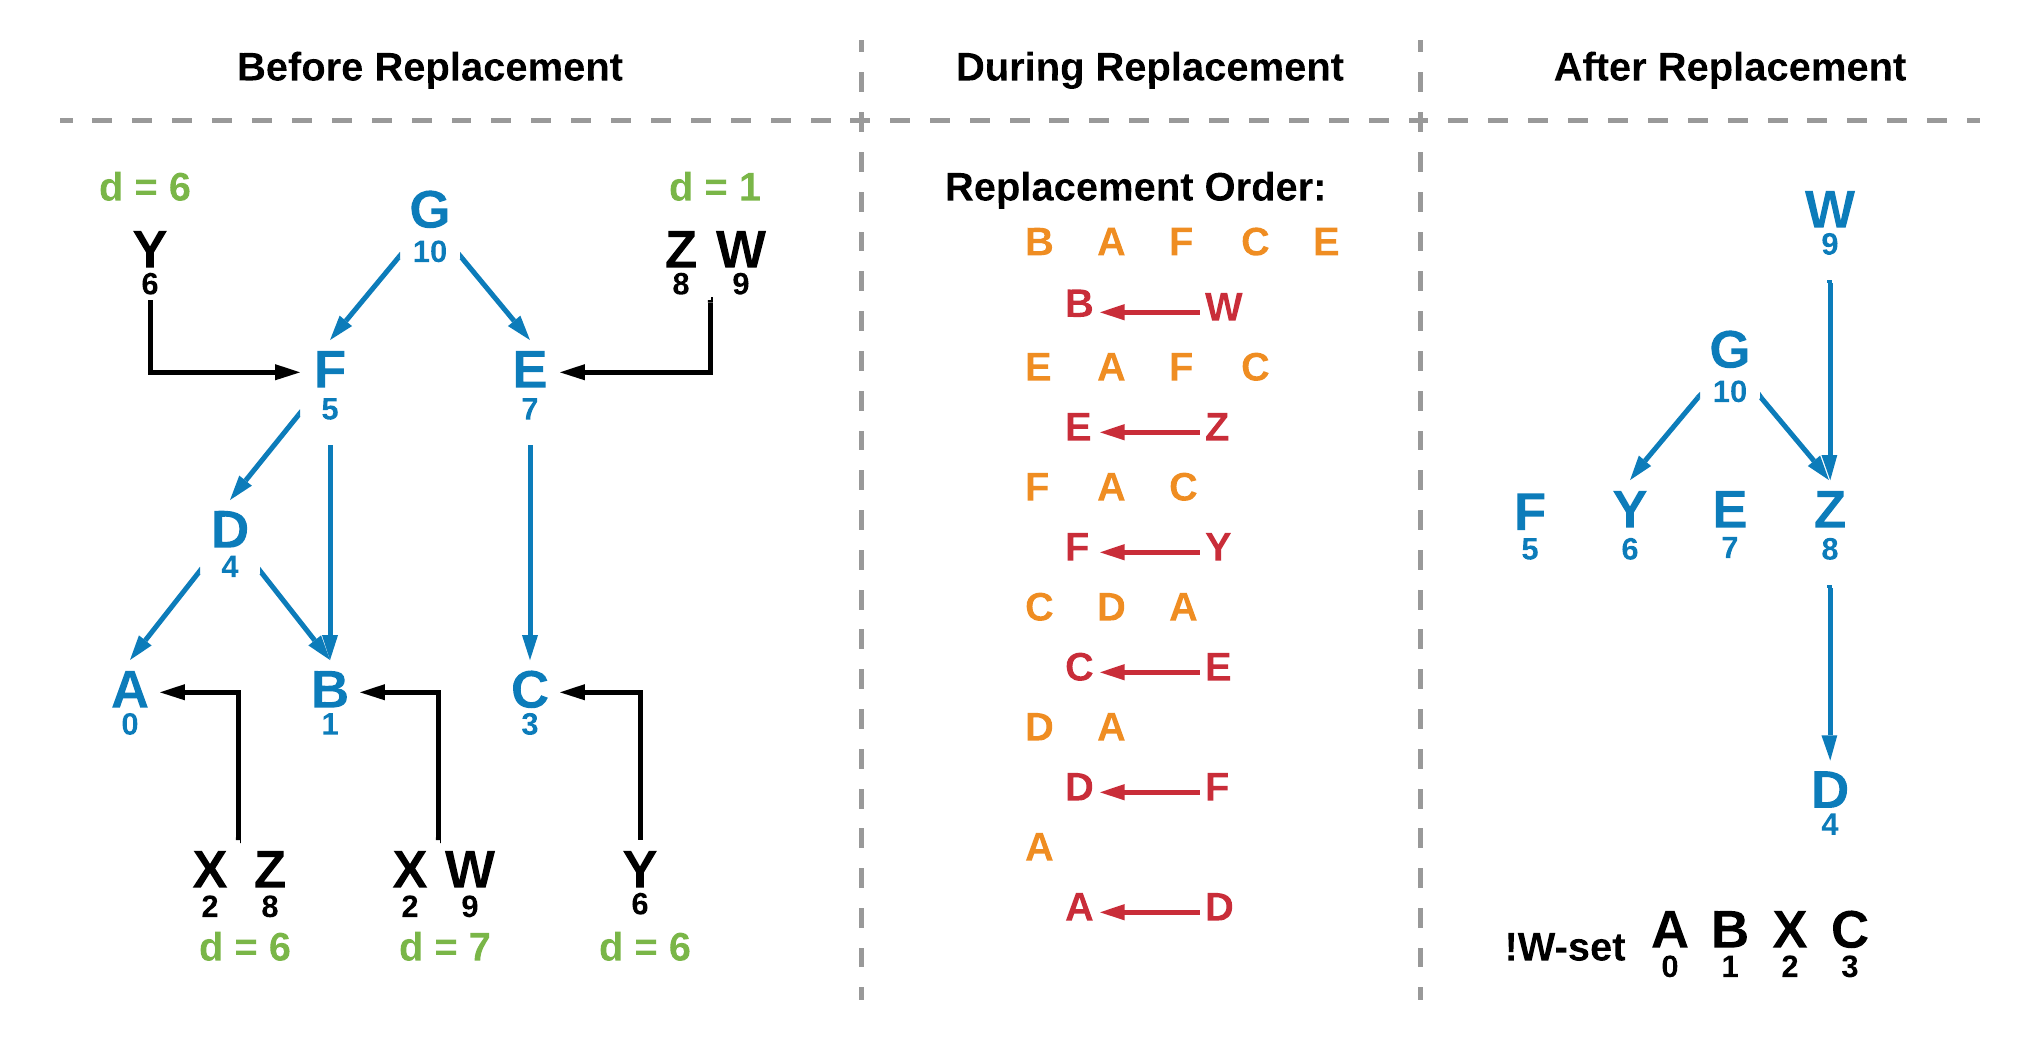 Before Replacement
During Replacement
After Replacement
d = 6
G
10
d = 1
Y
6
Z W
8 9
F
5
E
7
D
4
A
0
B
1
C
3
X Z
2 8
d = 6
X W
2 9
d = 7
Y
6
d = 6
Replacement Order:
B A F C E
B W
E A F C
E Z
F A C
F Y
C D A
C E
D A
D F
A
A D
W
9
G
10
F Y E Z
5 6 7 8
D
4
!W-set A B X C
0 1 2 3